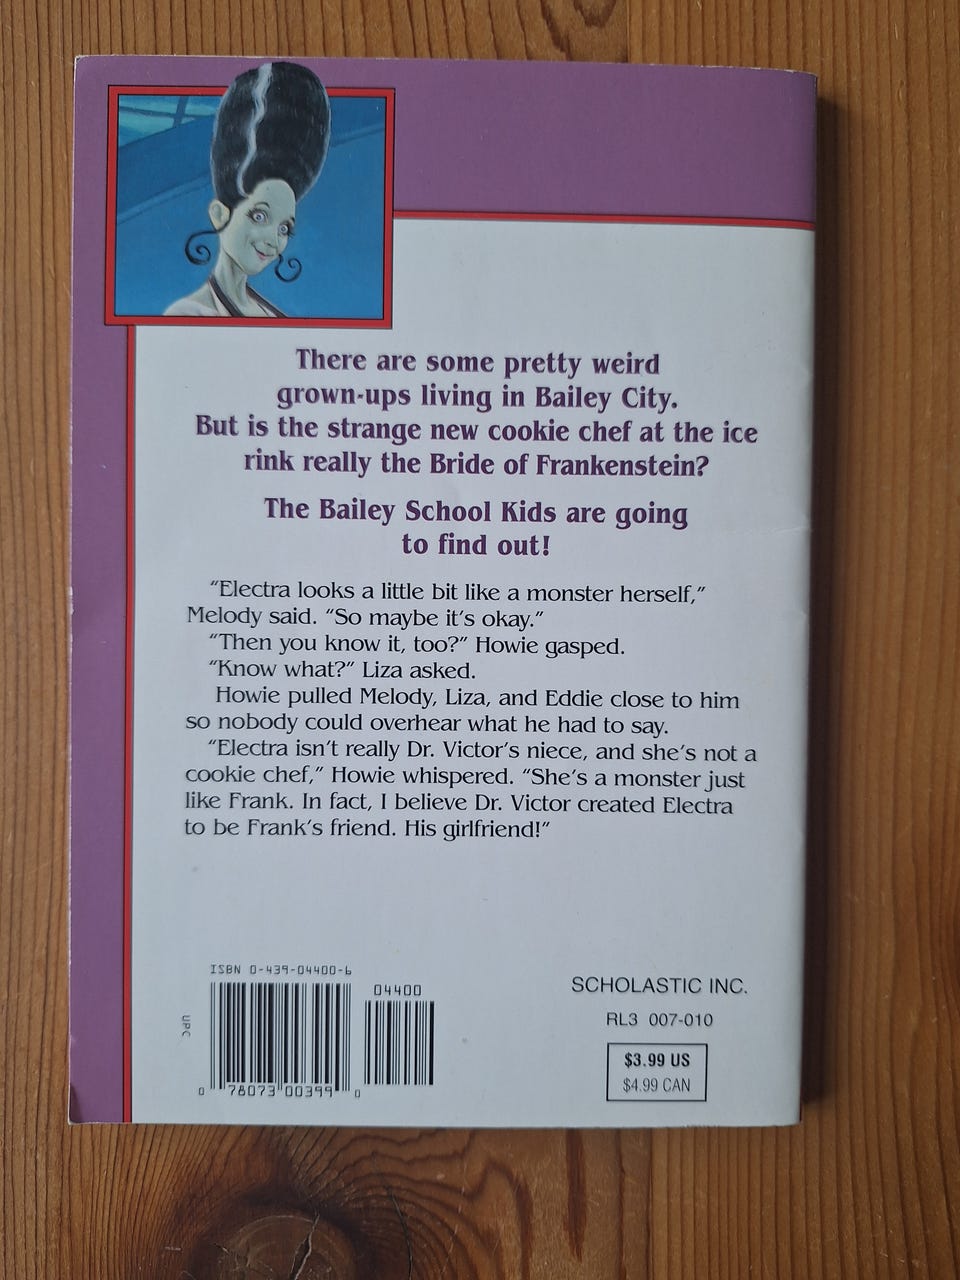 There are some pretty weird
grown-ups living in Bailey City.
But is the strange new cookie chef at the ice
rink really the Bride of Frankenstein?
The Bailey School Kids are going
to find out!
“Electra looks a little bit like a monster herself,”
Melody said. “So maybe it’s okay.”
“Then you know it, too?” Howie gasped.
“Know what?” Liza asked.
Howie pulled Melody, Liza, and Eddie close to him
so nobody could overhear what he had to say.
“Electra isn’t really Dr. Victor’s niece, and she’s not a
cookie chef,” Howie whispered. “She’s a monster just
like Frank. In fact, I believe Dr. Victor created Electra
to be Frank’s friend. His girlfriend!”
ISBN 0-439-04400-6
04400
UPC
0 78073 00399 0
SCHOLASTIC INC.
RL3 007-010
$3.99 US
$4.99 CAN